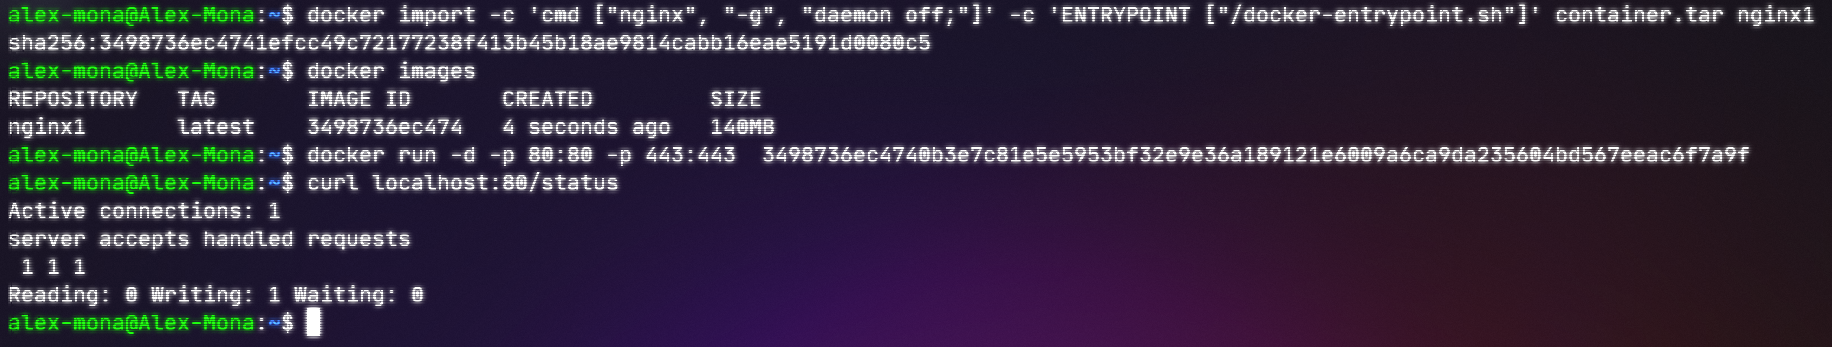 alex-mona@Alex-Mona:~$ docker import -c 'cmd ["nginx", "-g", "daemon off;"]' -c 'ENTRYPOINT ["/docker-entrypoint.sh"]' container.tar nginx1
sha256:3498736ec4741efcc49c72177238f413b45b18ae9814cabb16eae5191d0080c5
alex-mona@Alex-Mona:~$ docker images
REPOSITORY TAG IMAGE ID CREATED SIZE
nginx1 latest 3498736ec474 4 seconds ago 140MB
alex-mona@Alex-Mona:~$ docker run -d -p 80:80 -p 443:443 3498736ec4740b3e7c81e5e5953bf32e9e36a189121e6009a6ca9da235604bd567eeac6f7a9f
alex-mona@Alex-Mona:~$ curl localhost:80/status
Active connections: 1
server accepts handled requests
1 1 1
Reading: 0 Writing: 1 Waiting: 0
alex-mona@Alex-Mona:~$